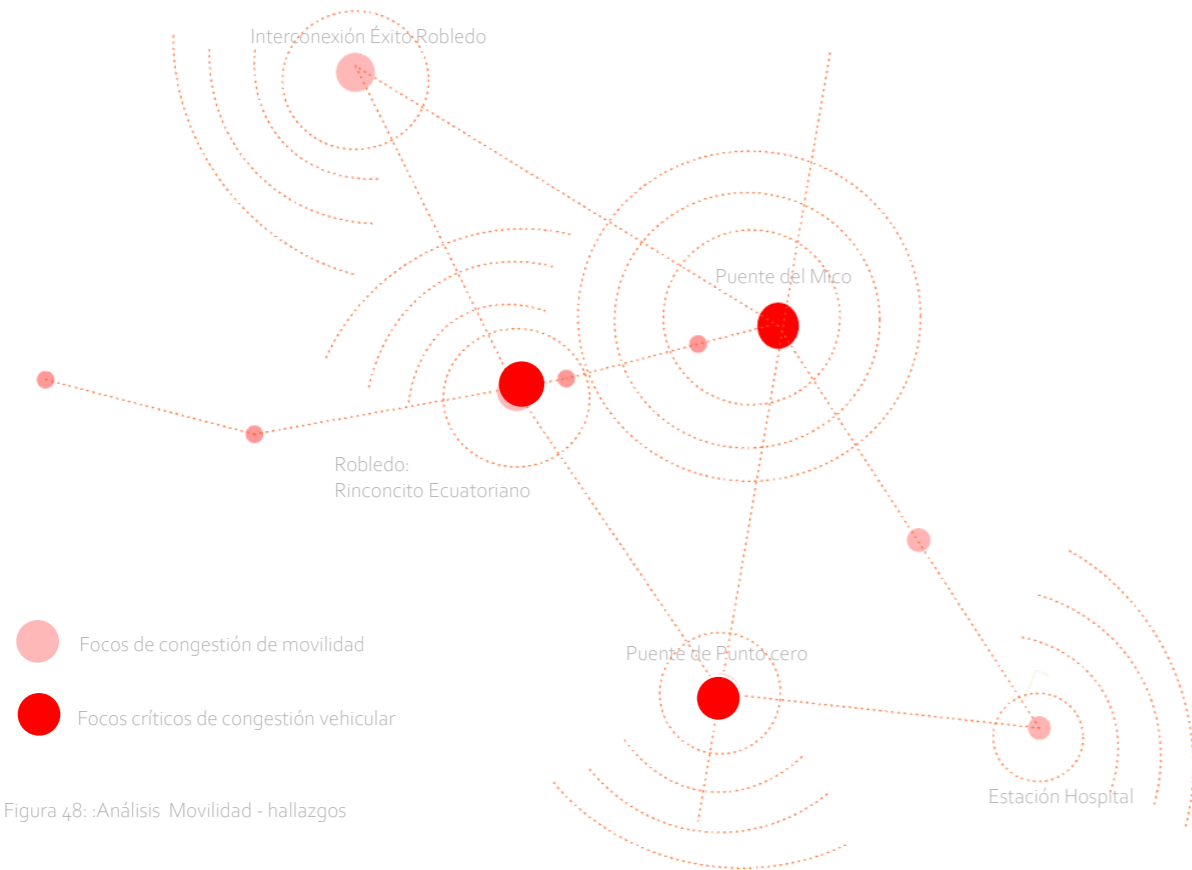 Interconexión Éxito Robledo
Puente del Mico
Robledo:
Rinconcito Ecuatoriano
Focos de congestión de movilidad
Puente de Punto cero
Focos críticos de congestión vehicular
Estación Hospital
Figura 48: :Análisis Movilidad - hallazgos